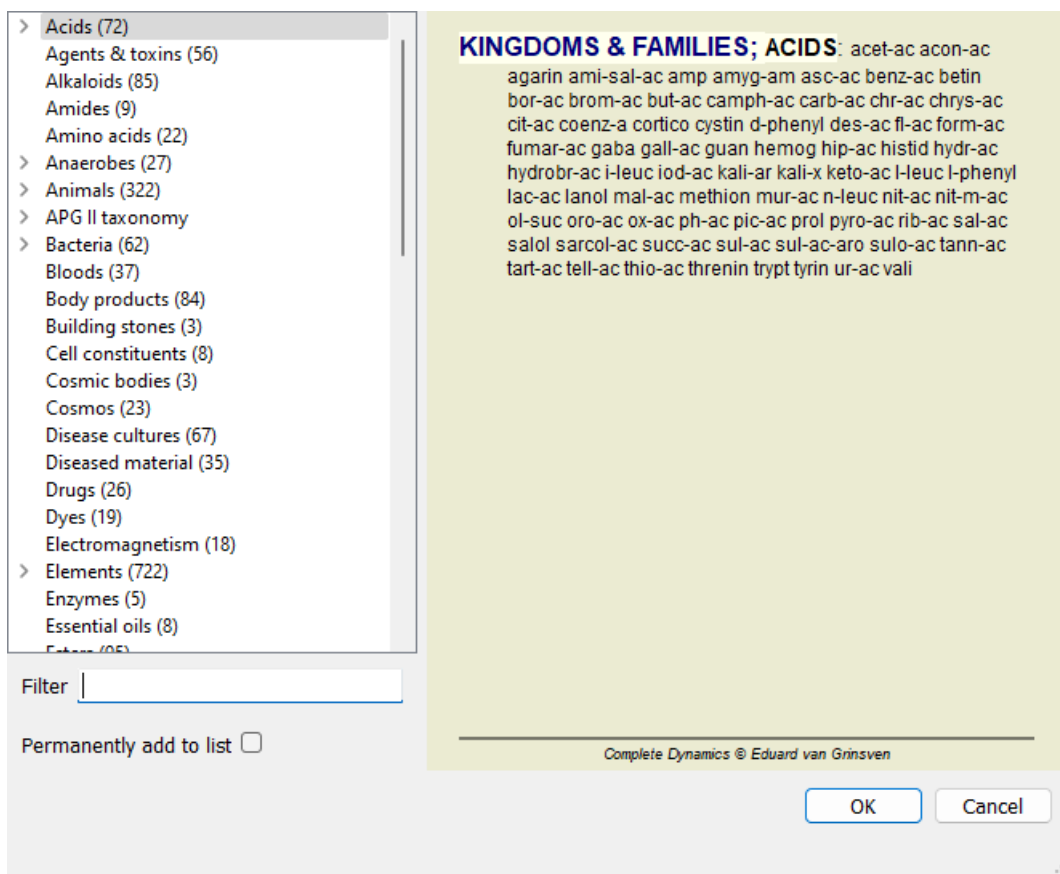 Acids (72)
Agents & toxins (56)
Alkaloids (85)
Amides (9)
Amino acids (22)
Anaerobes (27)
Animals (322)
APG II taxonomy
Bacteria (62)
Bloods (37)
Body products (84)
Building stones (3)
Cell constituents (8)
Cosmic bodies (3)
Cosmos (23)
Disease cultures (67)
Diseased material (35)
Drugs (26)
Dyes (19)
Electromagnetism (18)
Elements (722)
Enzymes (5)
Essential oils (8)
Filter
Permanently add to list
KINGDOMS & FAMILIES; ACIDS: acet-ac acon-ac
agarin ami-sal-ac amp amyg-am asc-ac benz-ac betin
bor-ac brom-ac but-ac camph-ac carb-ac chr-ac chrys-ac
cit-ac coenz-a cortico cystin d-phenyl des-ac fl-ac form-ac
fumar-ac gaba gall-ac guan hemog hip-ac histid hydr-ac
hydrobr-ac i-leuc iod-ac kali-ar kali-x keto-ac l-leuc l-phenyl
lac-ac lanol mal-ac methion mur-ac n-leuc nit-ac nit-m-ac
ol-suc oro-ac ox-ac ph-ac pic-ac prol pyro-ac rib-ac sal-ac
salol sarcol-ac succ-ac sul-ac sul-ac-aro sulo-ac tann-ac
tart-ac tell-ac thio-ac threnin trypt tyrin ur-ac vali
Complete Dynamics © Eduard van Grinsven
OK
Cancel